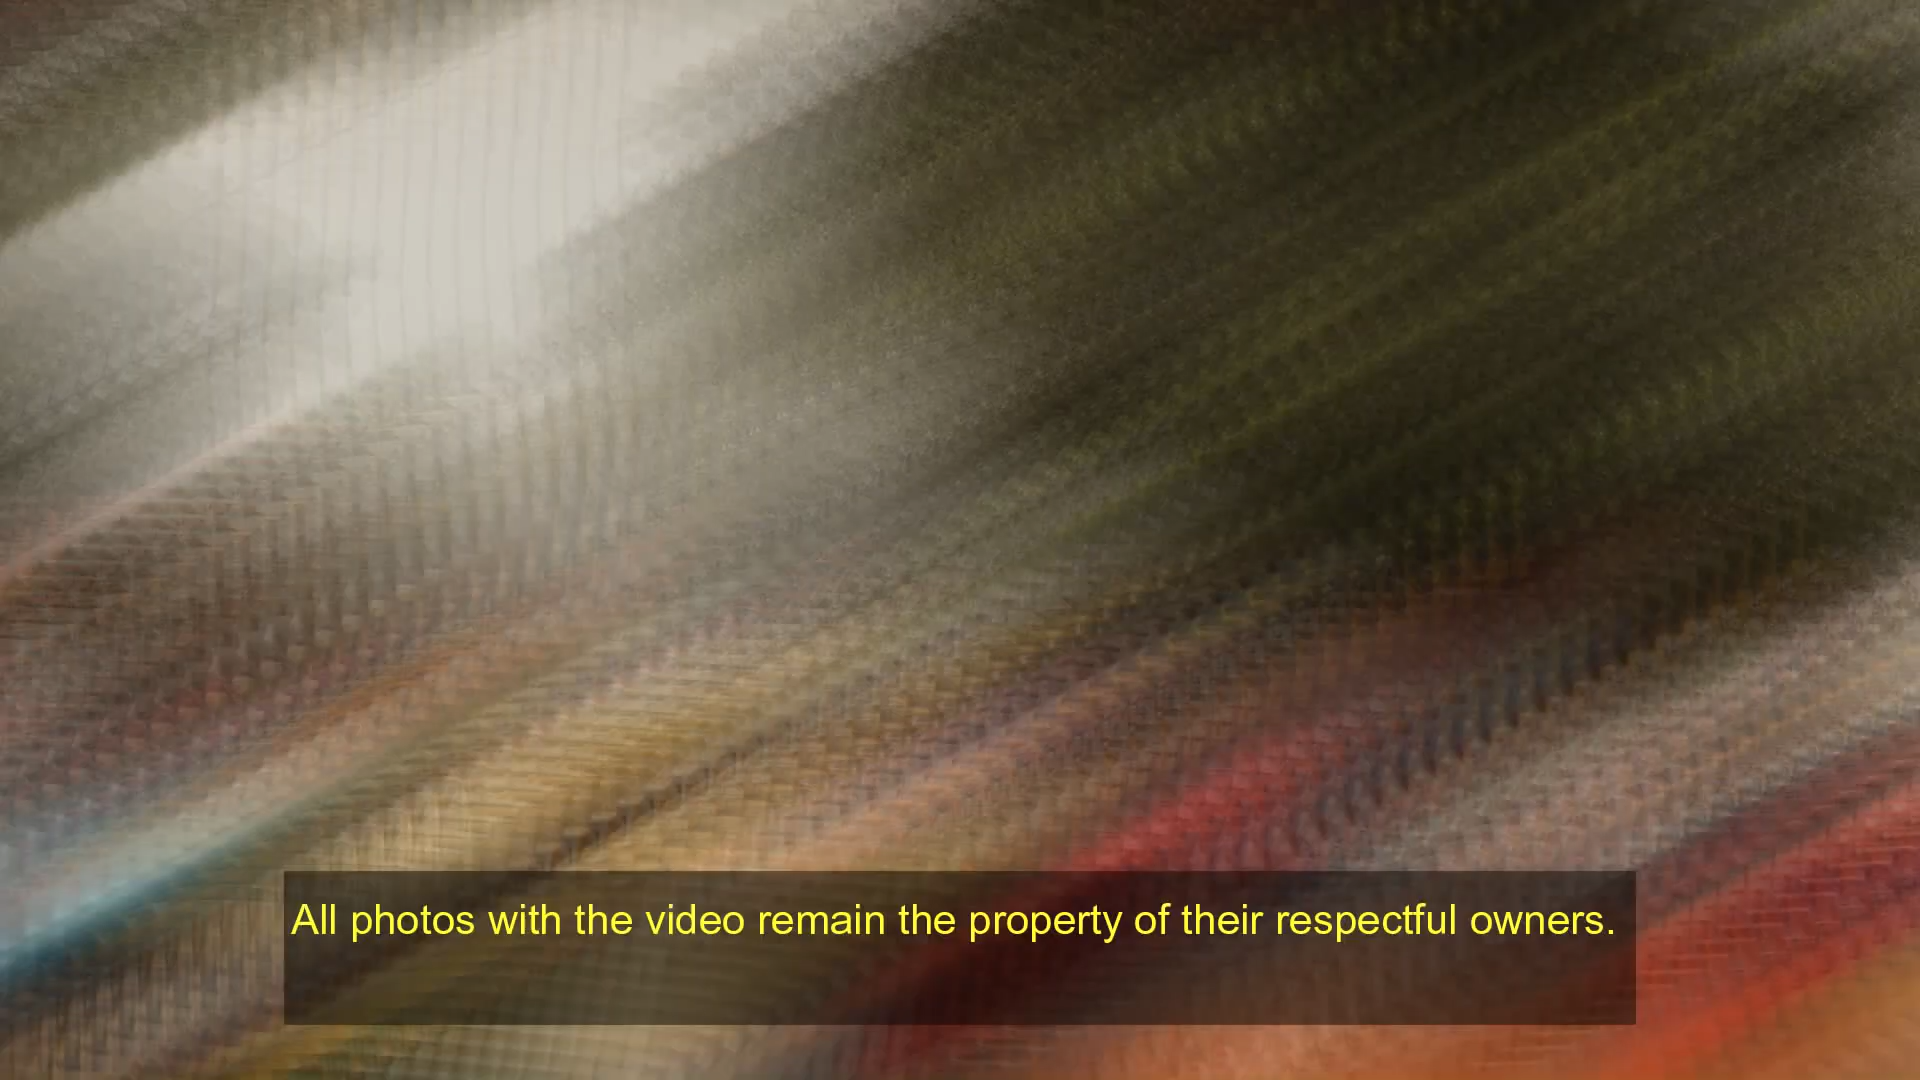 All photos with the video remain the property of their respectful owners.